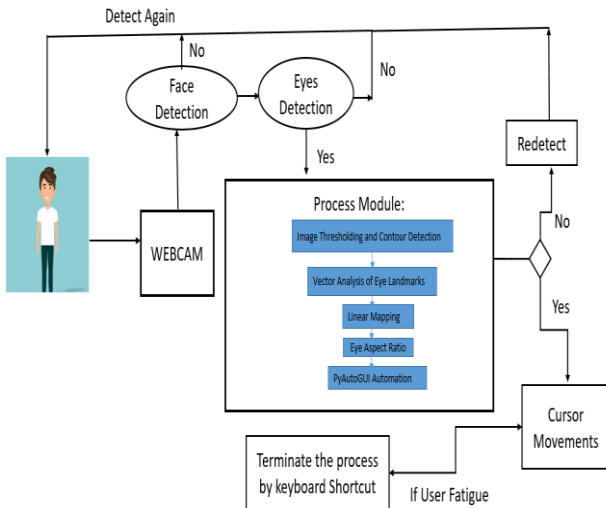 Detect Again
No
Face
Detection
Eyes
Detection
No
Yes
Redetect
WEBCAM
Process Module:
Image Thresholding and Contour Detection
Vector Analysis of Eye Landmarks
Linear Mapping
Eye Aspect Ratio
PyAutoGUI Automation
No
Yes
Cursor
Movements
Terminate the process
by keyboard Shortcut
If User Fatigue